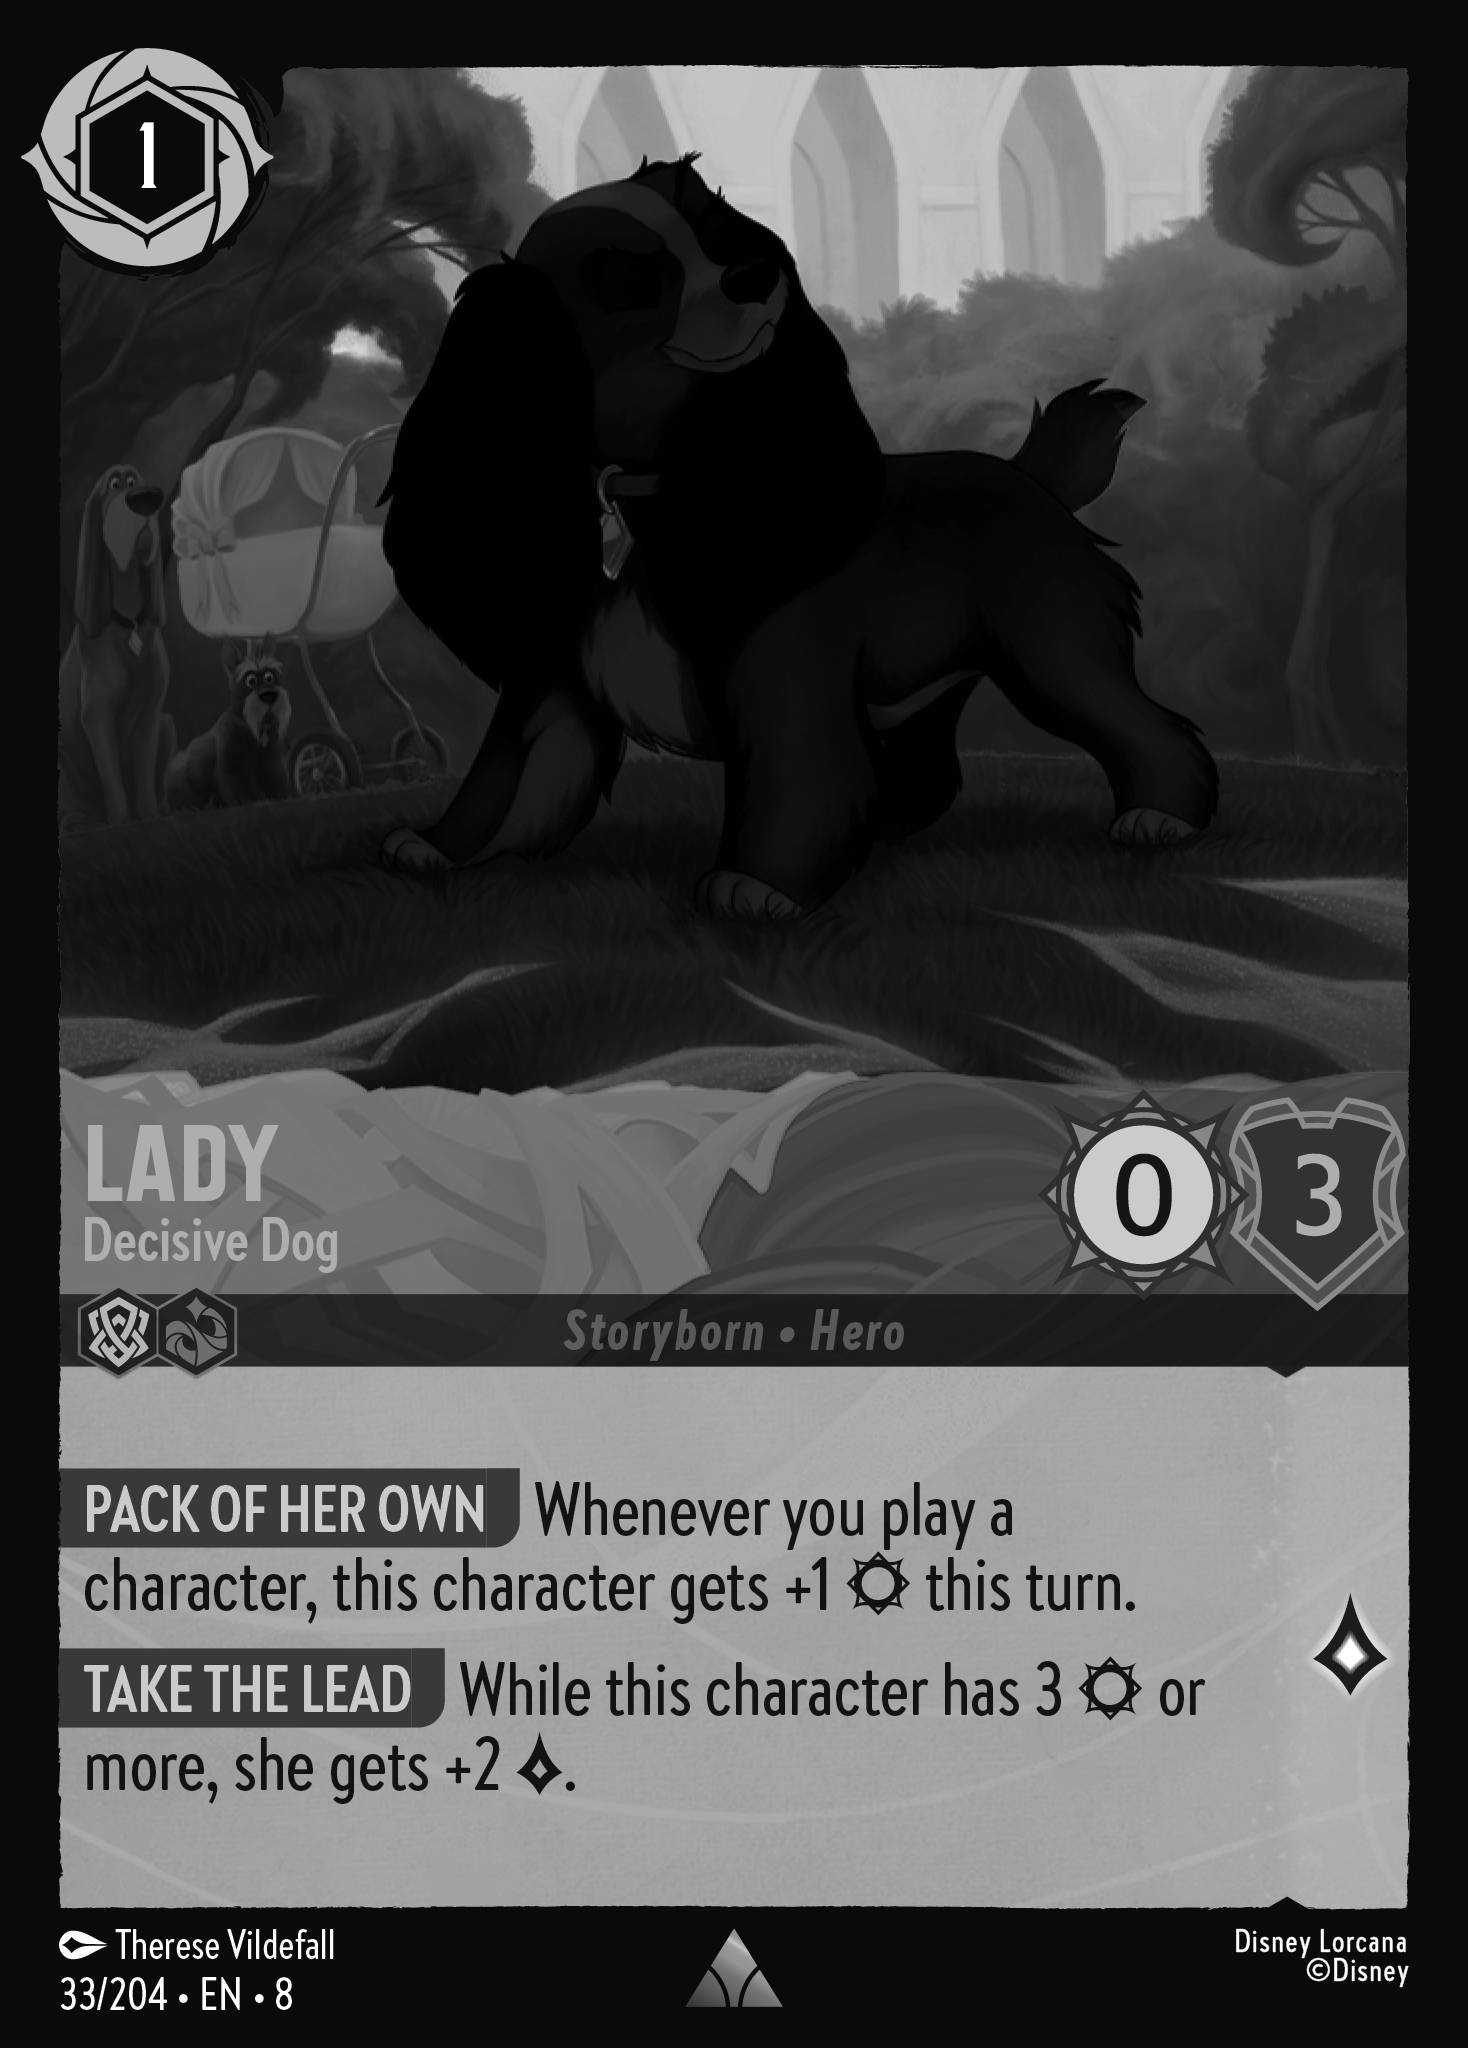 1
LADY
Decisive Dog
0 3
Storyborn • Hero
PACK OF HER OWN Whenever you play a
character, this character gets +1 this turn.
TAKE THE LEAD While this character has 3 or
more, she gets +2 .
Therese Vildefall
33/204 • EN • 8
Disney Lorcana
©Disney